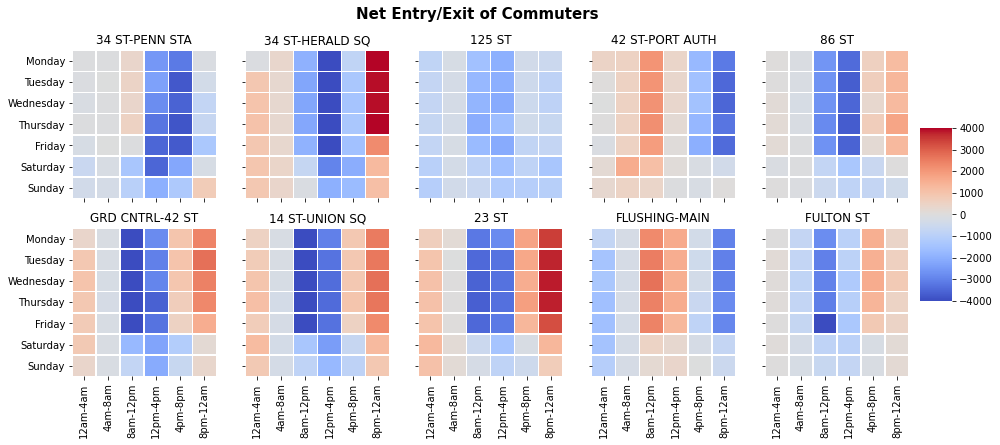 Net Entry/Exit of Commuters
34 ST-PENN STA
34 ST-HERALD SQ
125 ST
42 ST-PORT AUTH
86 ST
Monday
Tuesday
Wednesday
Thursday
Friday
Saturday
Sunday
4000
3000
2000
1000
0
−1000
−2000
−3000
−4000
GRD CNTRL-42 ST
14 ST-UNION SQ
23 ST
FLUSHING-MAIN
FULTON ST
Monday
Tuesday
Wednesday
Thursday
Friday
Saturday
Sunday
12am-4am
4am-8am
8am-12pm
12pm-4pm
4pm-8pm
8pm-12am
12am-4am
4am-8am
8am-12pm
12pm-4pm
4pm-8pm
8pm-12am
12am-4am
4am-8am
8am-12pm
12pm-4pm
4pm-8pm
8pm-12am
12am-4am
4am-8am
8am-12pm
12pm-4pm
4pm-8pm
8pm-12am
12am-4am
4am-8am
8am-12pm
12pm-4pm
4pm-8pm
8pm-12am